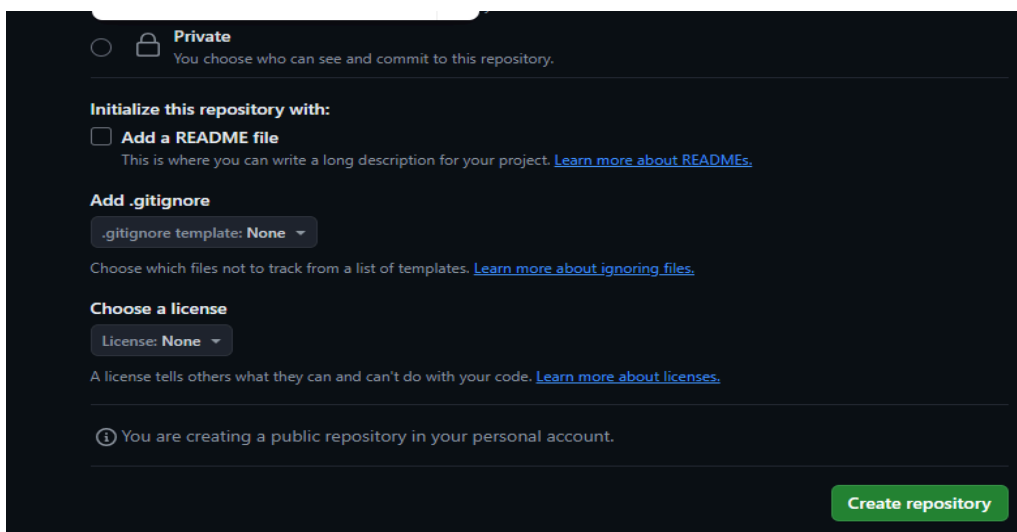 Private
You choose who can see and commit to this repository.
Initialize this repository with:
Add a README file
This is where you can write a long description for your project. Learn more about READMEs.
Add .gitignore
.gitignore template: None
Choose which files not to track from a list of templates. Learn more about ignoring files.
Choose a license
License: None
A license tells others what they can and can't do with your code. Learn more about licenses.
You are creating a public repository in your personal account.
Create repository